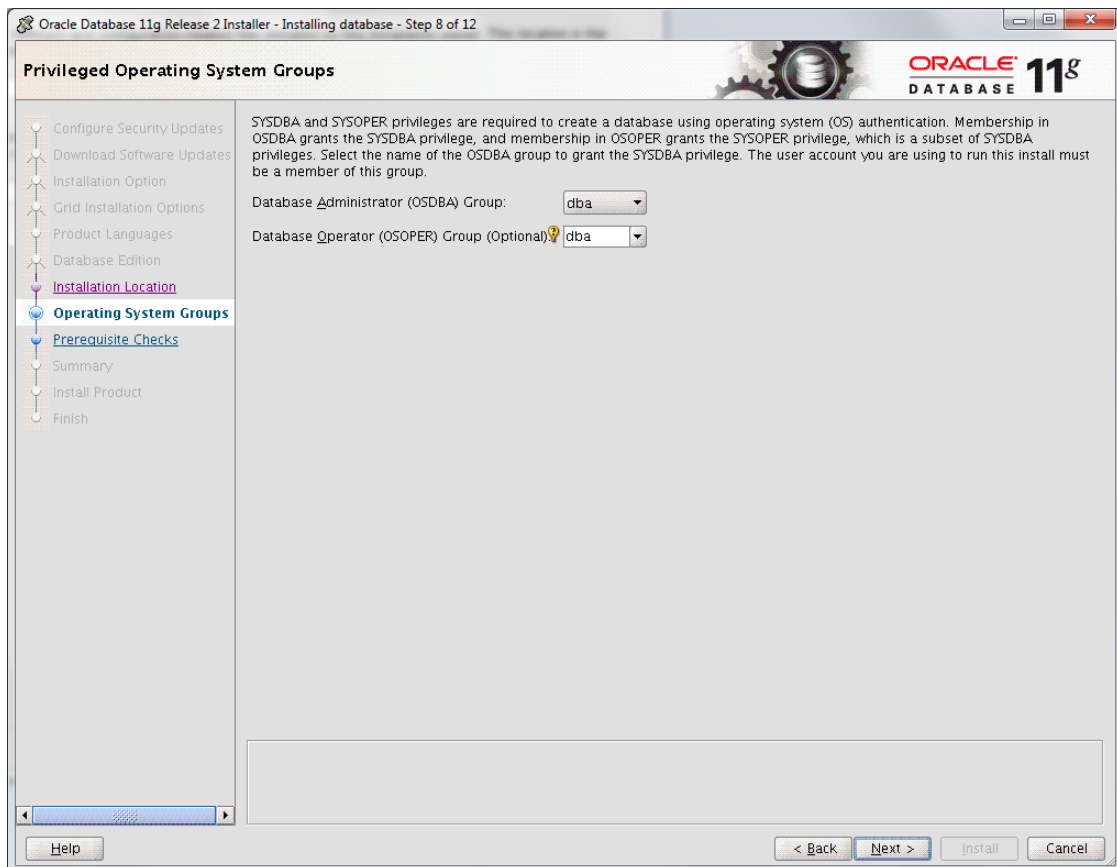 Oracle Database 11g Release 2 Installer - Installing database - Step 8 of 12
Privileged Operating System Groups
ORACLE
DATABASE
11g
Configure Security Updates
Download Software Updates
Installation Option
Grid Installation Options
Product Languages
Database Edition
Installation Location
Operating System Groups
Prerequisite Checks
Summary
Install Product
Finish
SYSDBA and SYSOPER privileges are required to create a database using operating system (OS) authentication. Membership in
OSDBA grants the SYSDBA privilege, and membership in OSOPER grants the SYSOPER privilege, which is a subset of SYSDBA
privileges. Select the name of the OSDBA group to grant the SYSDBA privilege. The user account you are using to run this install must
be a member of this group.
Database Administrator (OSDBA) Group: dba
Database Operator (OSOPER) Group (Optional): dba
Help < Back Next > Install Cancel